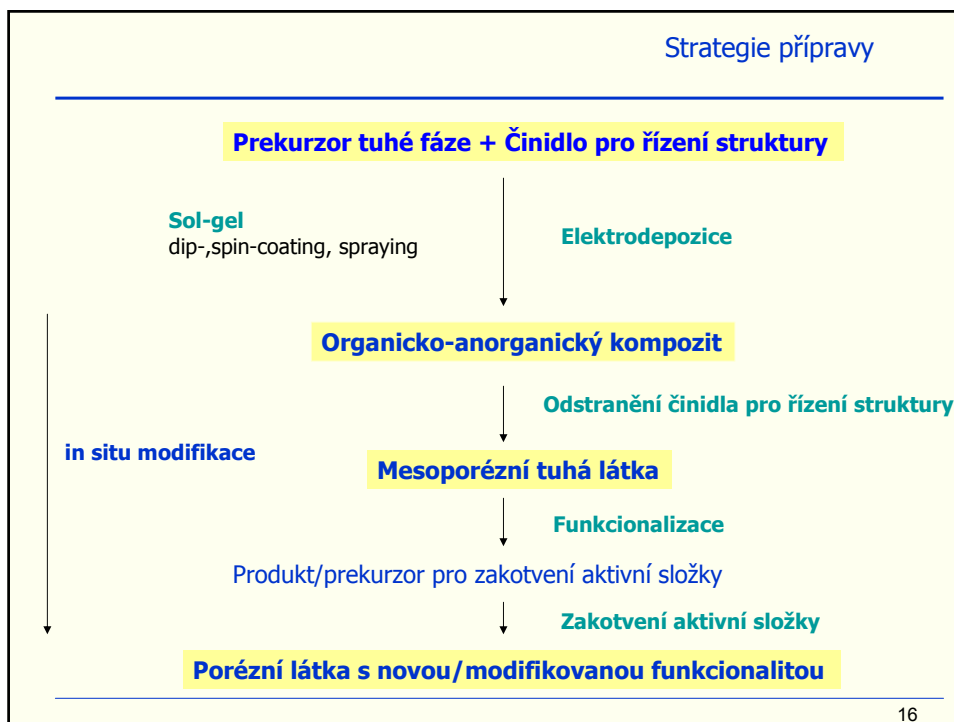 Strategie přípravy
Prekurzor tuhé fáze + Činidlo pro řízení struktury
Sol-gel
dip-,spin-coating, spraying
Elektrodepozice
Organicko-anorganický kompozit
Odstranění činidla pro řízení struktury
in situ modifikace
Mesoporézní tuhá látka
Funkcionalizace
Produkt/prekurzor pro zakotvení aktivní složky
Zakotvení aktivní složky
Porézní látka s novou/modifikovanou funkcionalitou
16